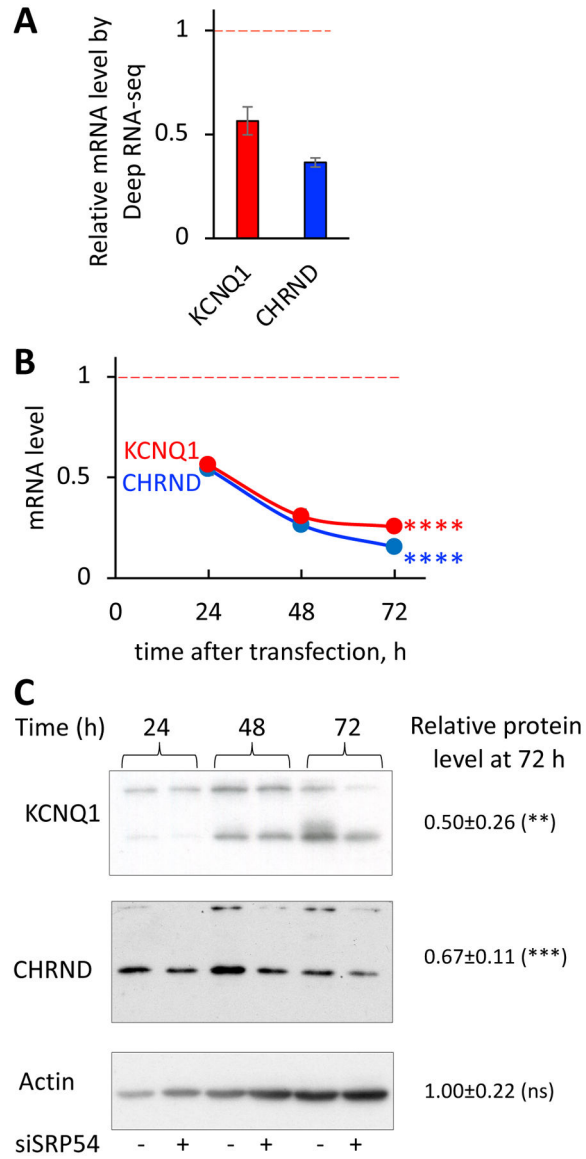 A
Relative mRNA level by
Deep RNA-seq
1
0.5
0
KCNQ1
CHRND
B
mRNA level
1
0.5
0
KCNQ1
CHRND
****
****
0
24
48
72
time after transfection, h
C
Time (h)
24
48
72
Relative protein
level at 72 h
KCNQ1
0.50±0.26 (**)
CHRND
0.67±0.11 (***)
Actin
1.00±0.22 (ns)
siSRP54
- + - + - +